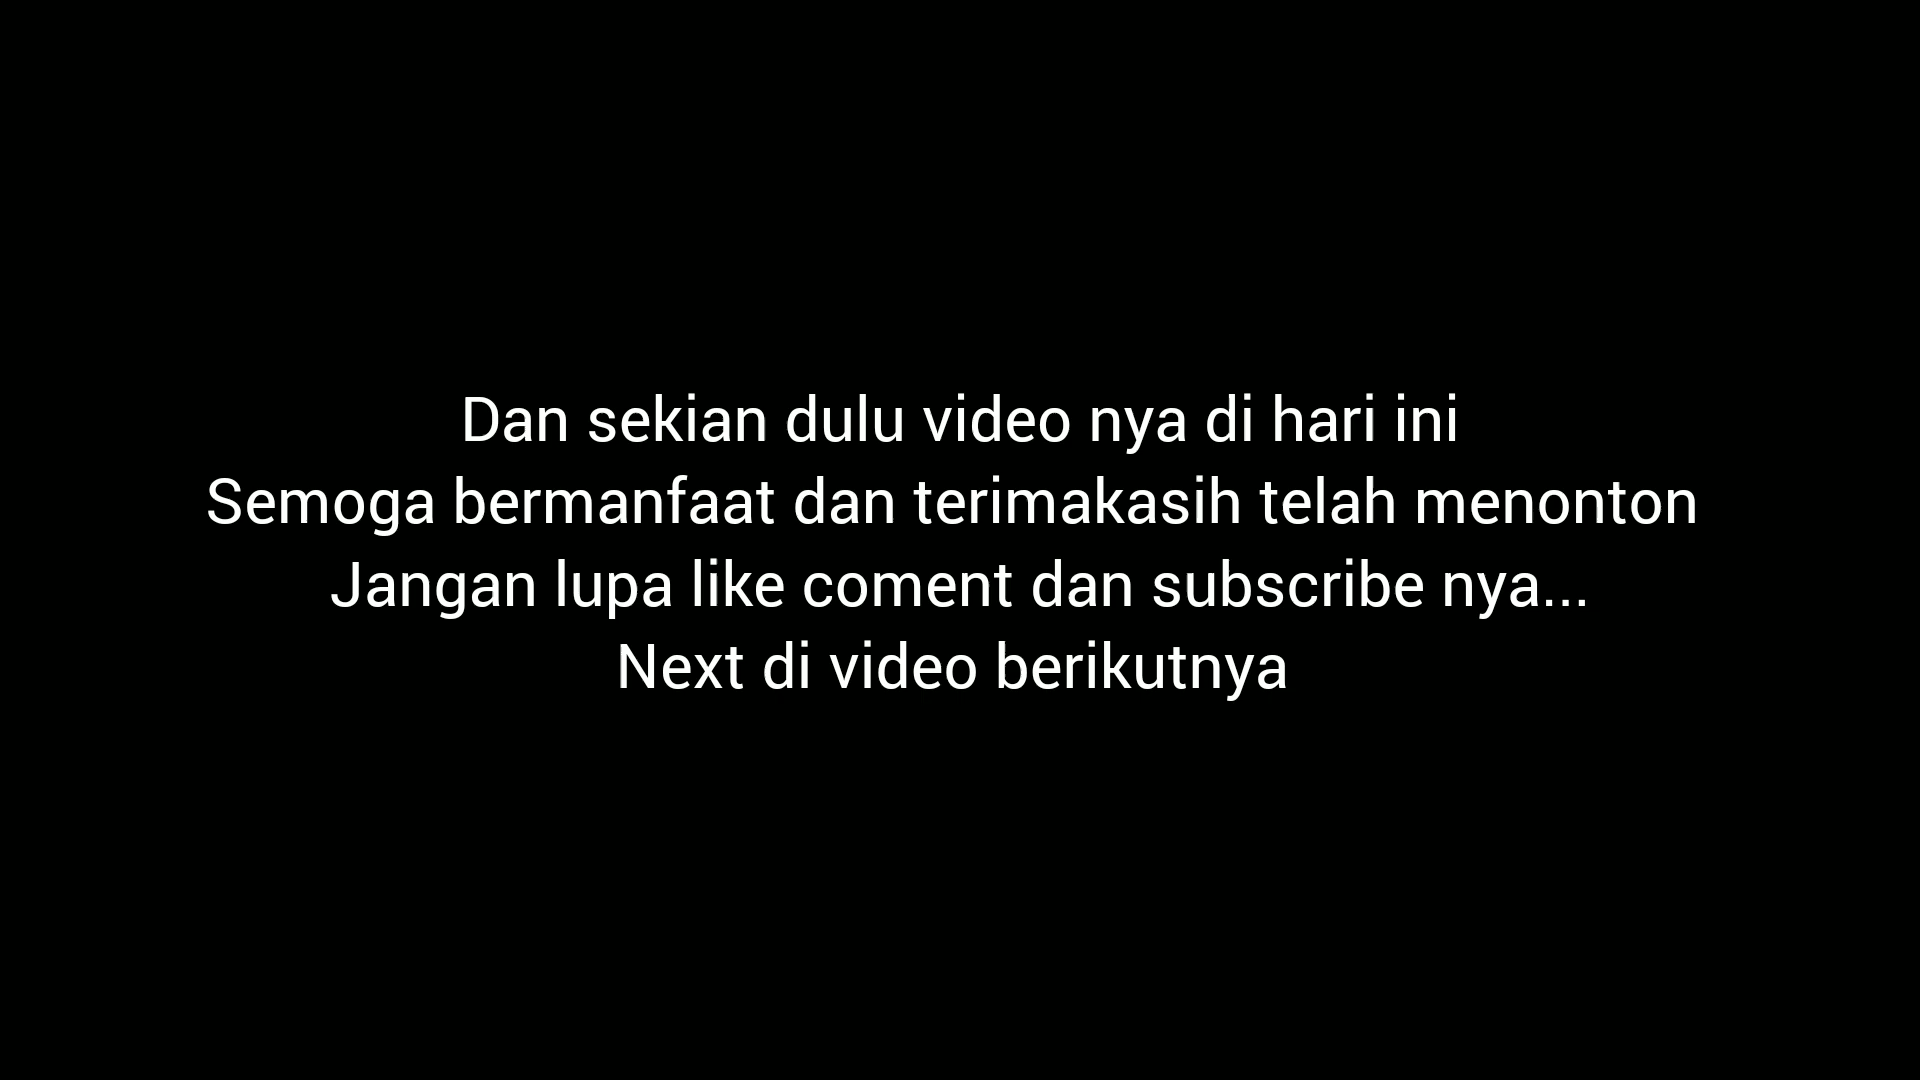 Dan sekian dulu video nya di hari ini
Semoga bermanfaat dan terimakasih telah menonton
Jangan lupa like coment dan subscribe nya...
Next di video berikutnya